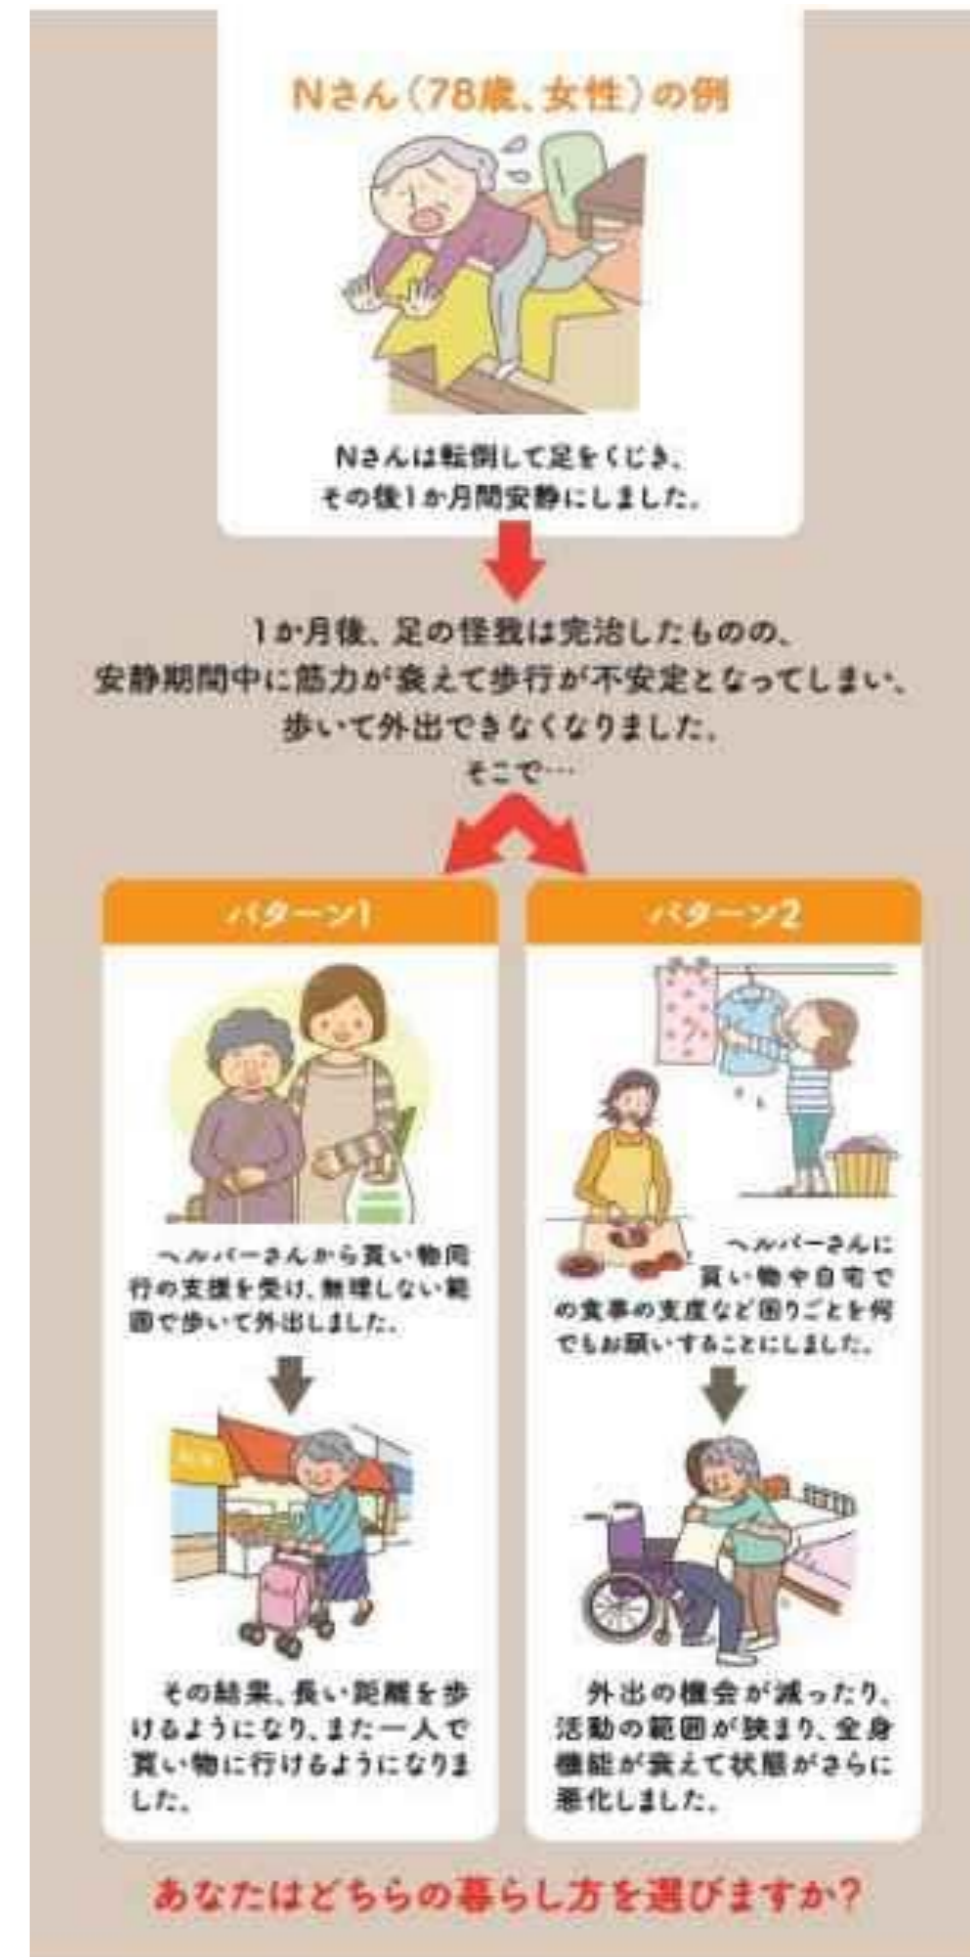 Nさん(78歳、女性)の例
Nさんは転倒して足をくじき、
その後1か月間安静にしました。
1か月後、足の怪我は完治したものの、
安静期間中に筋力が衰えて歩行が不安定となってしまい、
歩いて外出できなくなりました。
そこで…
パターン1
ヘルパーさんから買い物同
行の支援を受け、無理しない範
囲で歩いて外出しました。
その結果、長い距離を歩
けるようになり、また一人で
買い物に行けるようになりま
した。
パターン2
ヘルパーさんに
買い物や自宅で
の食事の支度など困りごとを何
でもお願いすることにしました。
外出の機会が減ったり、
活動の範囲が狭まり、全身
機能が衰えて状態がさらに
悪化しました。
あなたはどちらの暮らし方を選びますか?